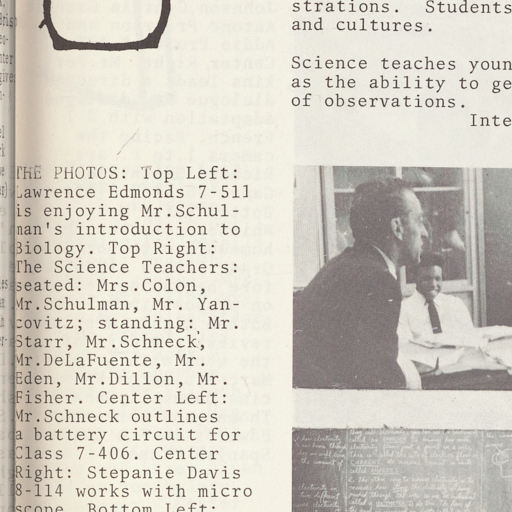 strations. Students
and cultures.
Science teaches youn
as the ability to ge
of observations.
Inte
THE PHOTOS: Top Left:
Lawrence Edmonds 7-511
is enjoying Mr.Schul-
man's introduction to
Biology. Top Right:
The Science Teachers:
seated: Mrs.Colon,
Mr.Schulman, Mr. Yan-
covitz; standing: Mr.
Starr, Mr.Schneck,
Mr.DeLaFuente, Mr.
Eden, Mr.Dillon, Mr.
Fisher. Center Left:
Mr.Schneck outlines
a battery circuit for
Class 7-406. Center
Right: Stepanie Davis
8-114 works with micro
scope. Bottom Left: